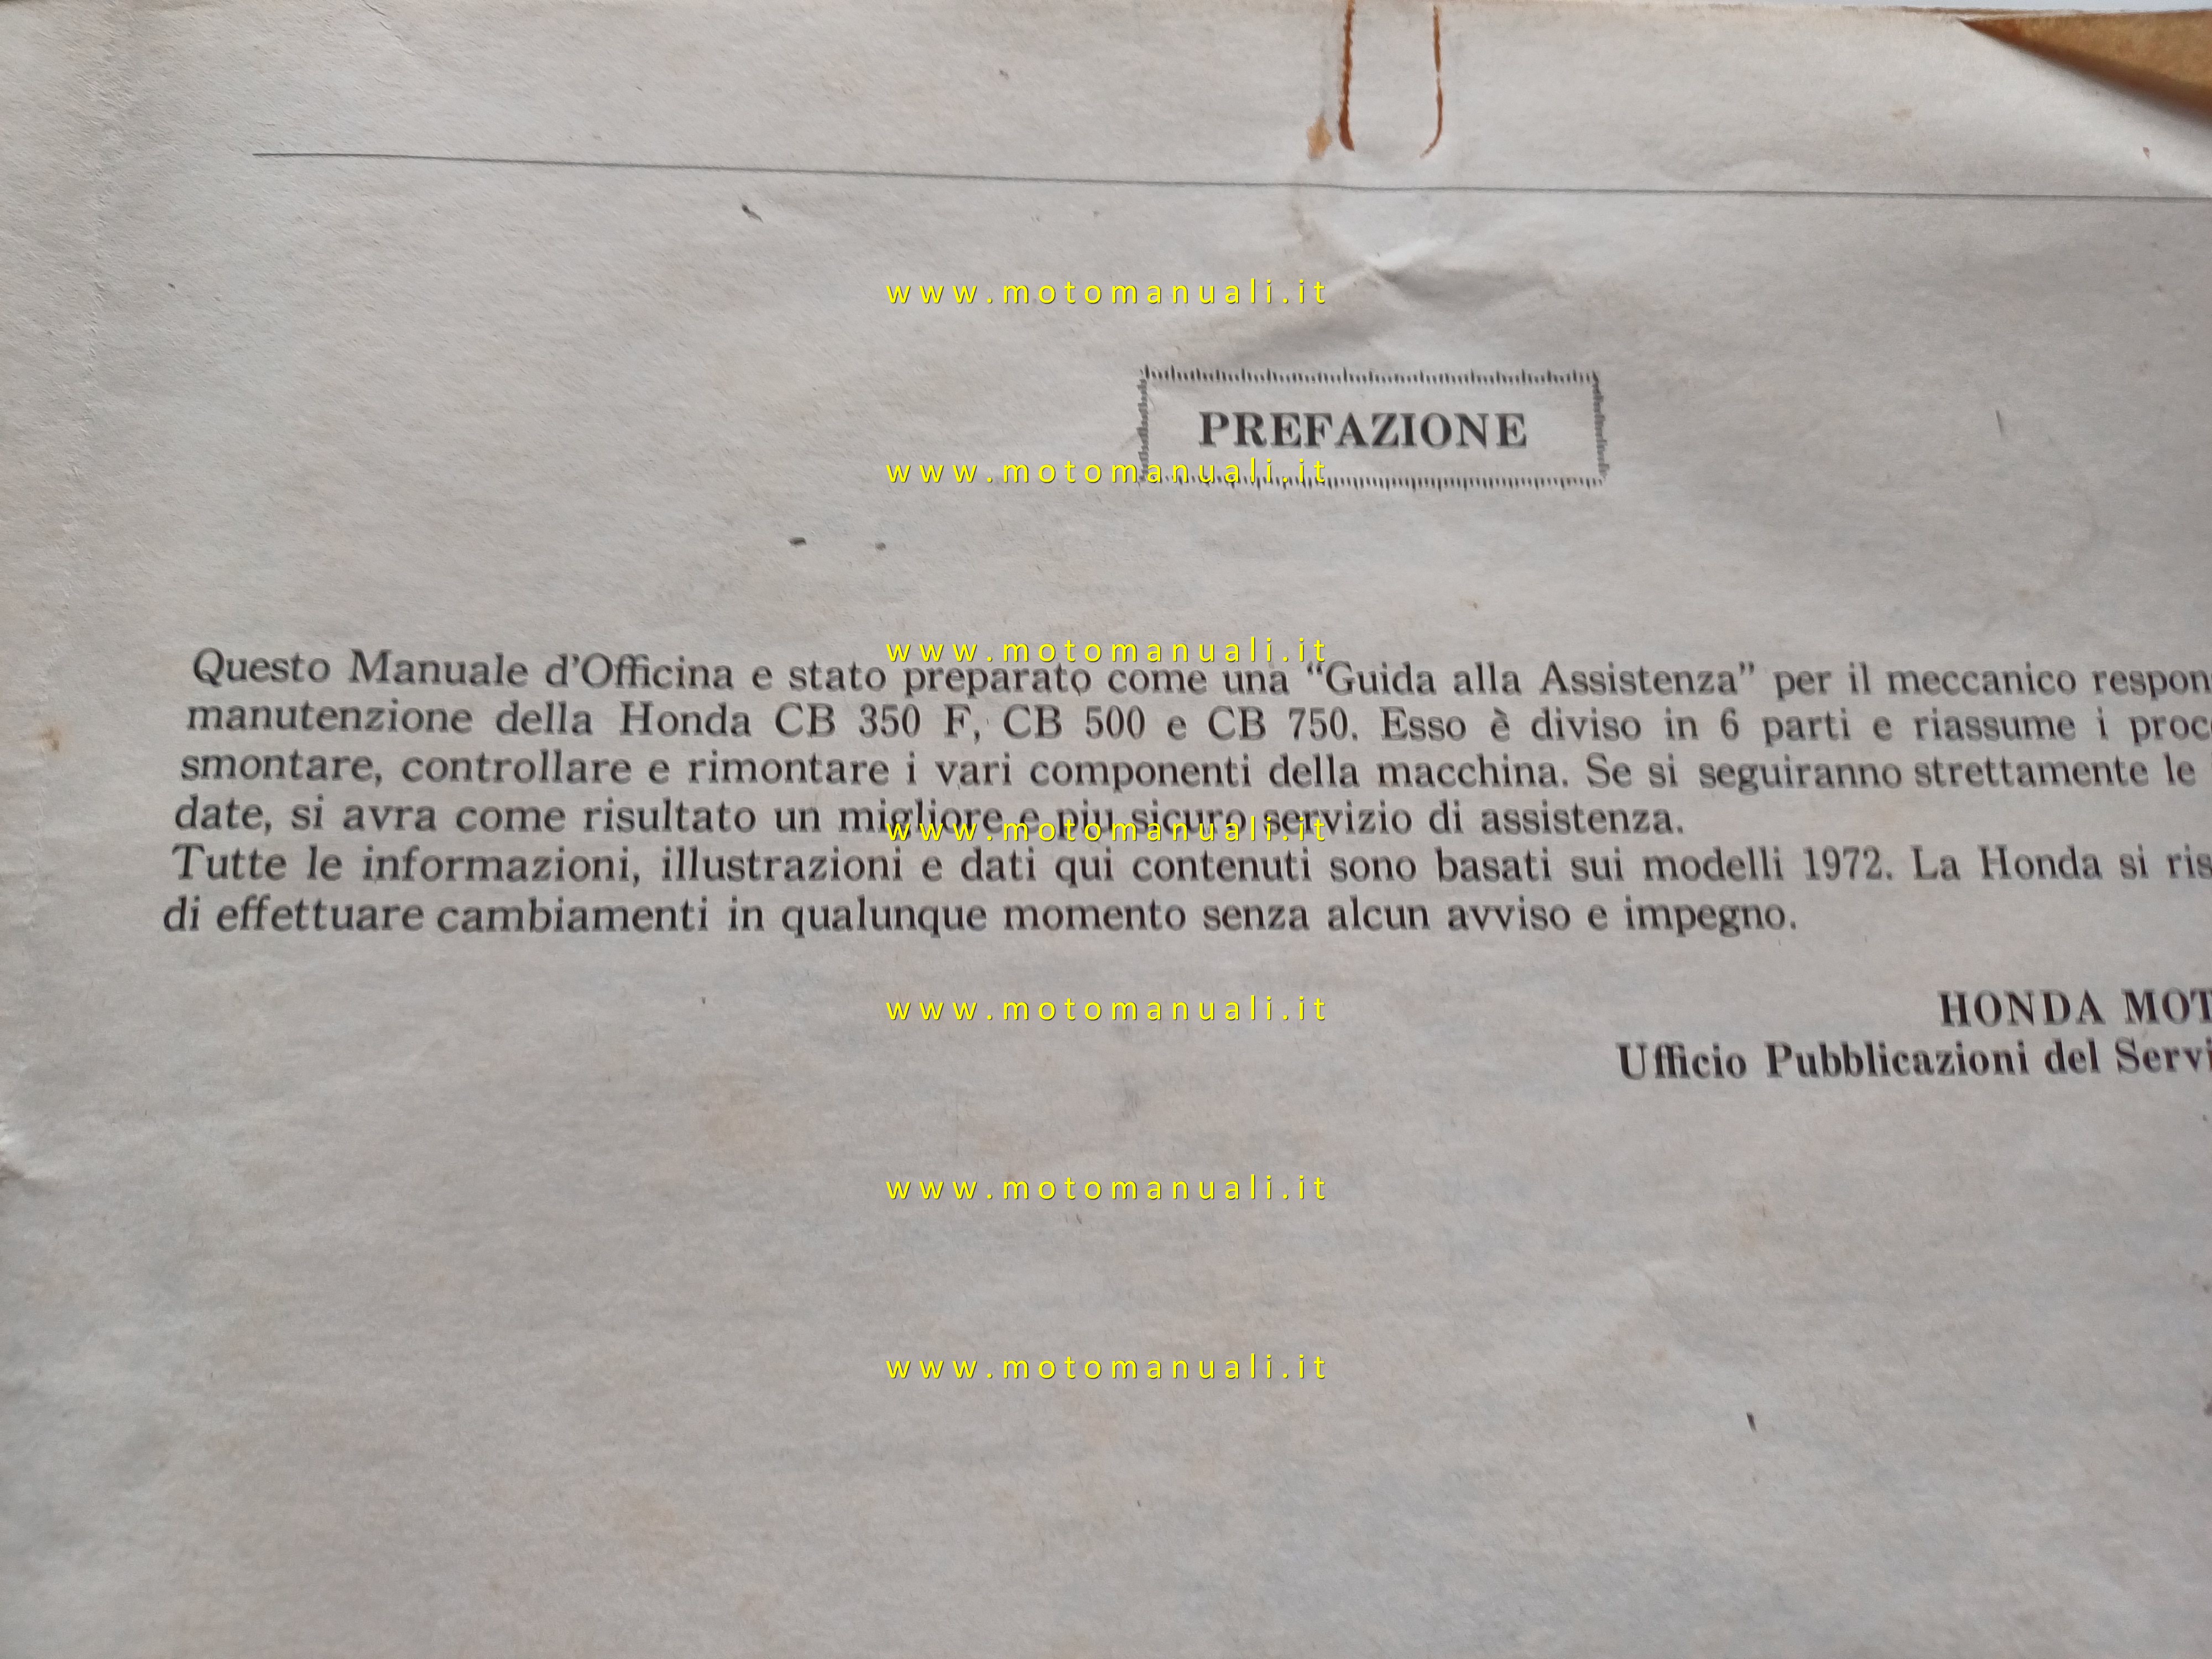 www.motomanuali.it
PREFAZIONE
www.motomanuali.it
www.motomanuali.it
Questo Manuale d'Officina e stato preparato come una "Guida alla Assistenza" per il meccanico respon
manutenzione della Honda CB 350 F, CB 500 e CB 750. Esso è diviso in 6 parti e riassume i proc
smontare, controllare e rimontare i vari componenti della macchina. Se si seguiranno strettamente le
date, si avra come risultato un migliore e piu sicuro servizio di assistenza.
www.motomanuali.it
Tutte le informazioni, illustrazioni e dati qui contenuti sono basati sui modelli 1972. La Honda si ris
di effettuare cambiamenti in qualunque momento senza alcun avviso e impegno.
HONDA MOT
www.motomanuali.it
Ufficio Pubblicazioni del Servi
www.motomanuali.it
www.motomanuali.it